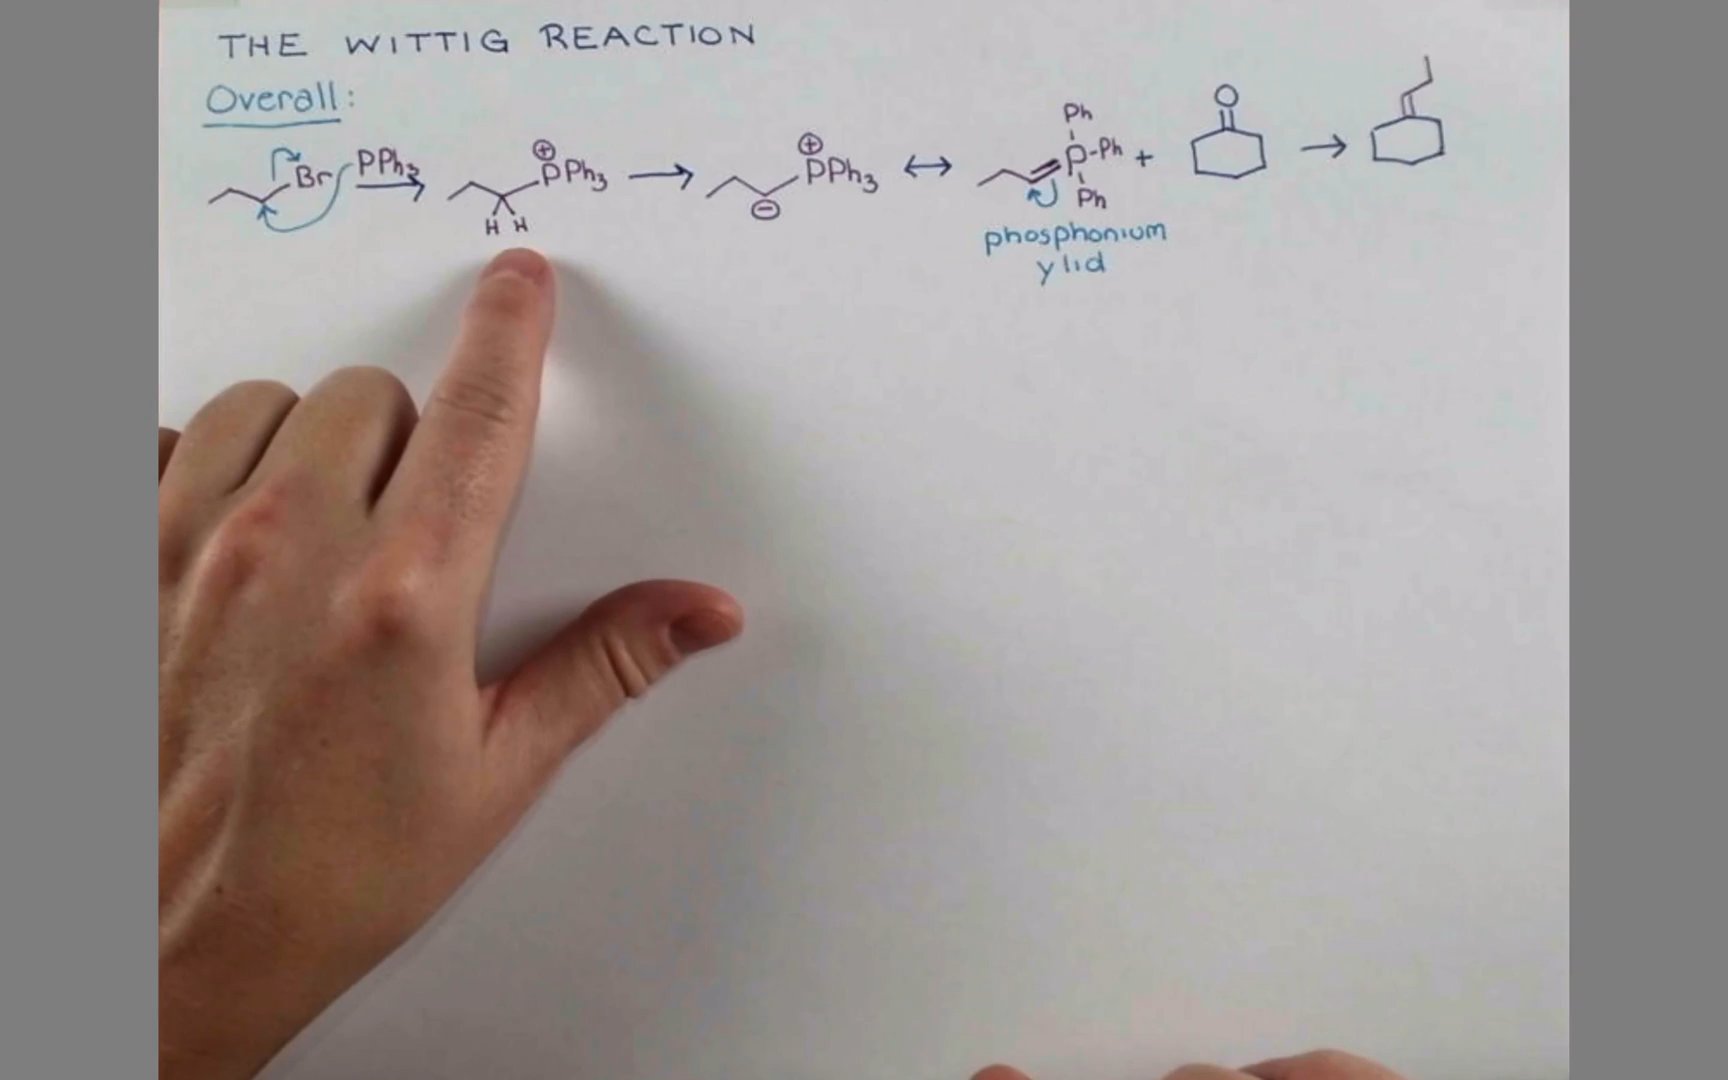 THE WITTIG REACTION
Overall:
Br PPh3 ⊕ PPh3 ⊕ PPh3 Ph P-Ph Ph + O
H H ⊖
phosphonium
ylid